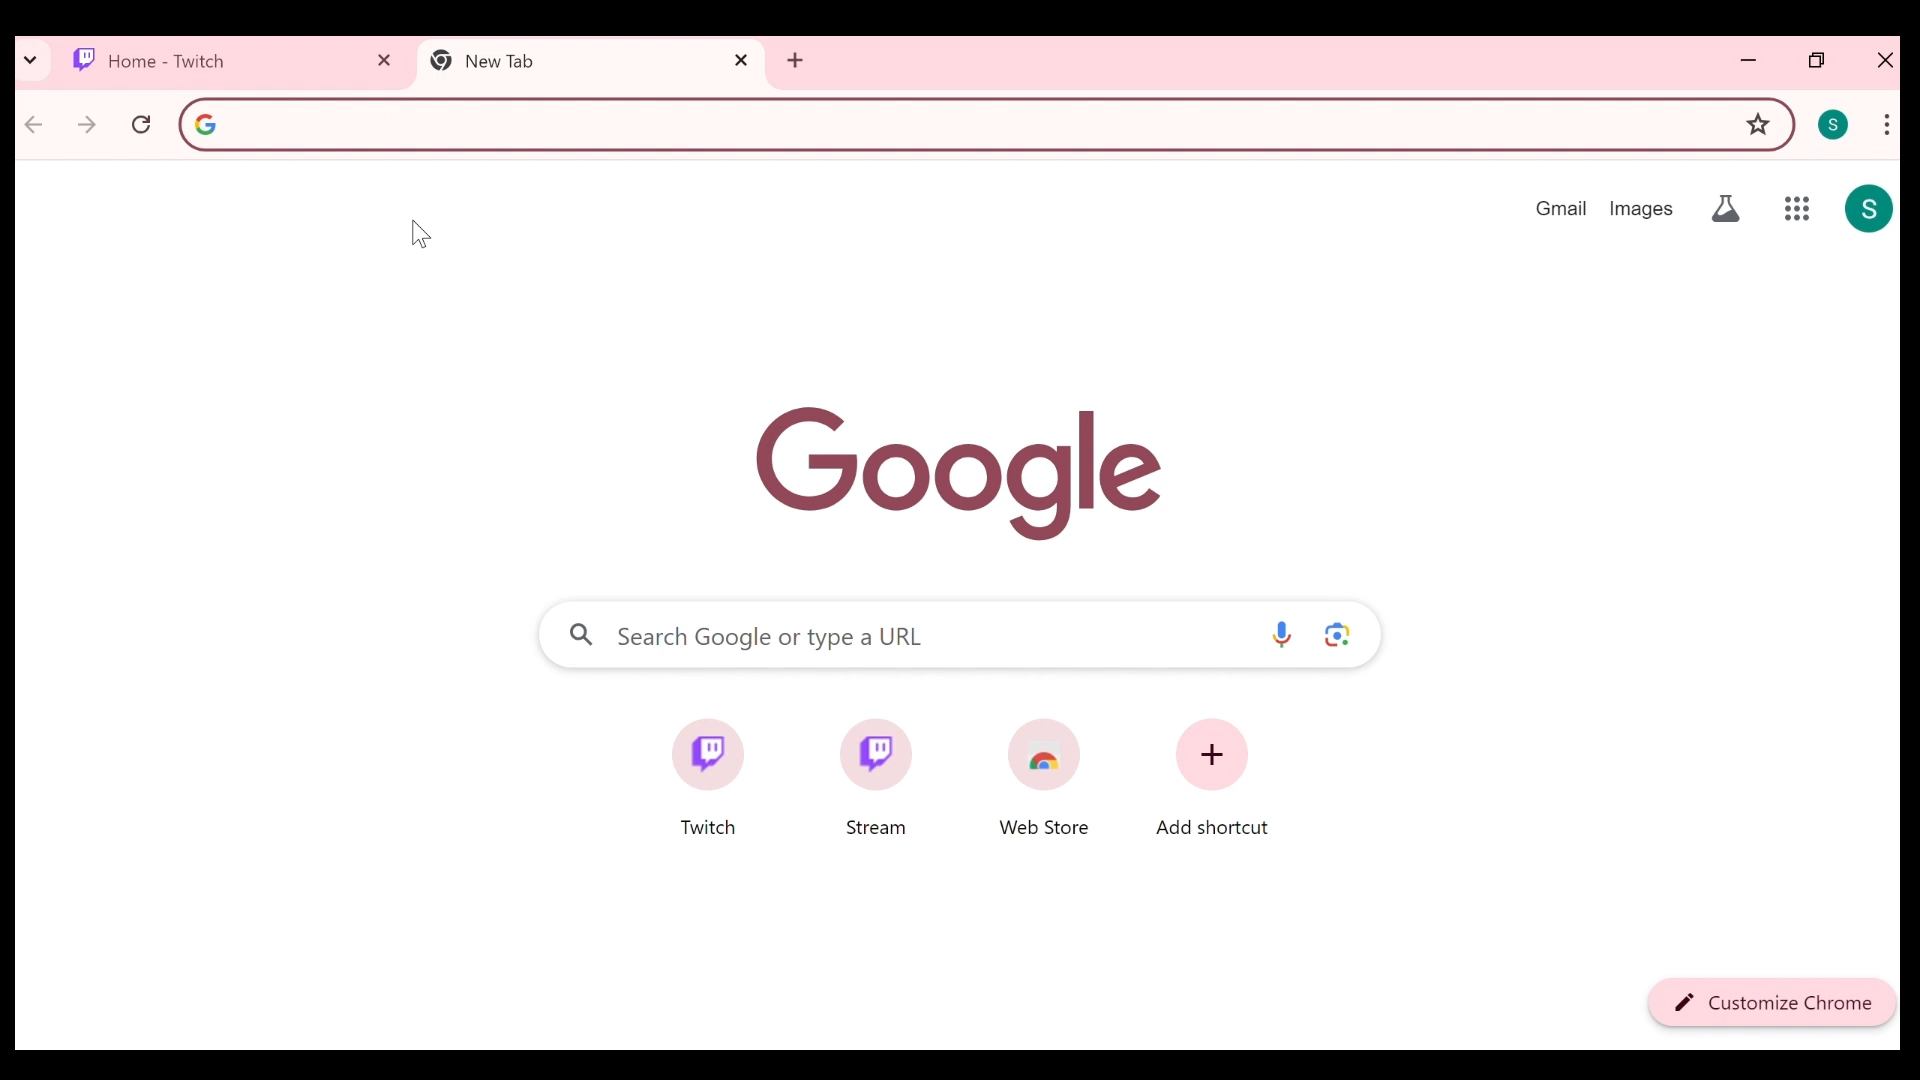 Home - Twitch
New Tab
S
Gmail
Images
S
Google
Search Google or type a URL
Twitch
Stream
Web Store
Add shortcut
Customize Chrome